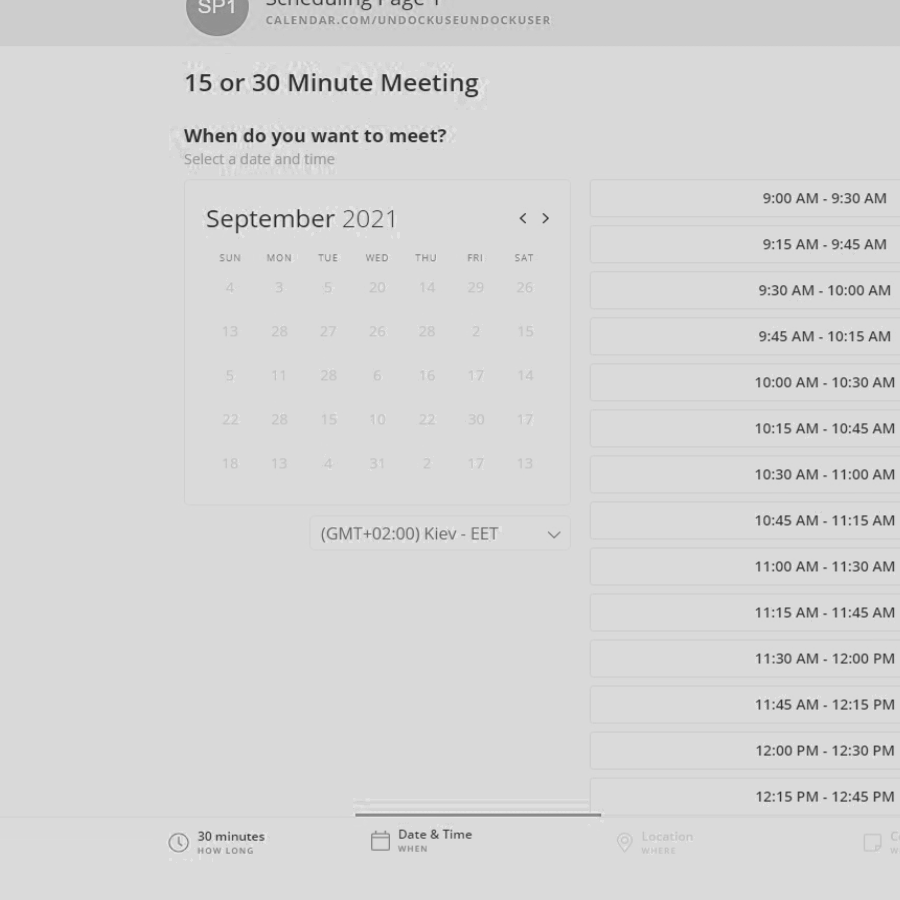 SP1
Scheduling Page 1
CALENDAR.COM/UNDOCKUSEUNDOCKUSER
15 or 30 Minute Meeting
When do you want to meet?
Select a date and time
September 2021
SUN MON TUE WED THU FRI SAT
4 3 5 20 14 29 26
13 28 27 26 28 2 15
5 11 28 6 16 17 14
22 28 15 10 22 30 17
18 13 4 31 2 17 13
(GMT+02:00) Kiev - EET
9:00 AM - 9:30 AM
9:15 AM - 9:45 AM
9:30 AM - 10:00 AM
9:45 AM - 10:15 AM
10:00 AM - 10:30 AM
10:15 AM - 10:45 AM
10:30 AM - 11:00 AM
10:45 AM - 11:15 AM
11:00 AM - 11:30 AM
11:15 AM - 11:45 AM
11:30 AM - 12:00 PM
11:45 AM - 12:15 PM
12:00 PM - 12:30 PM
12:15 PM - 12:45 PM
30 minutes
HOW LONG
Date & Time
WHEN
Location
WHERE